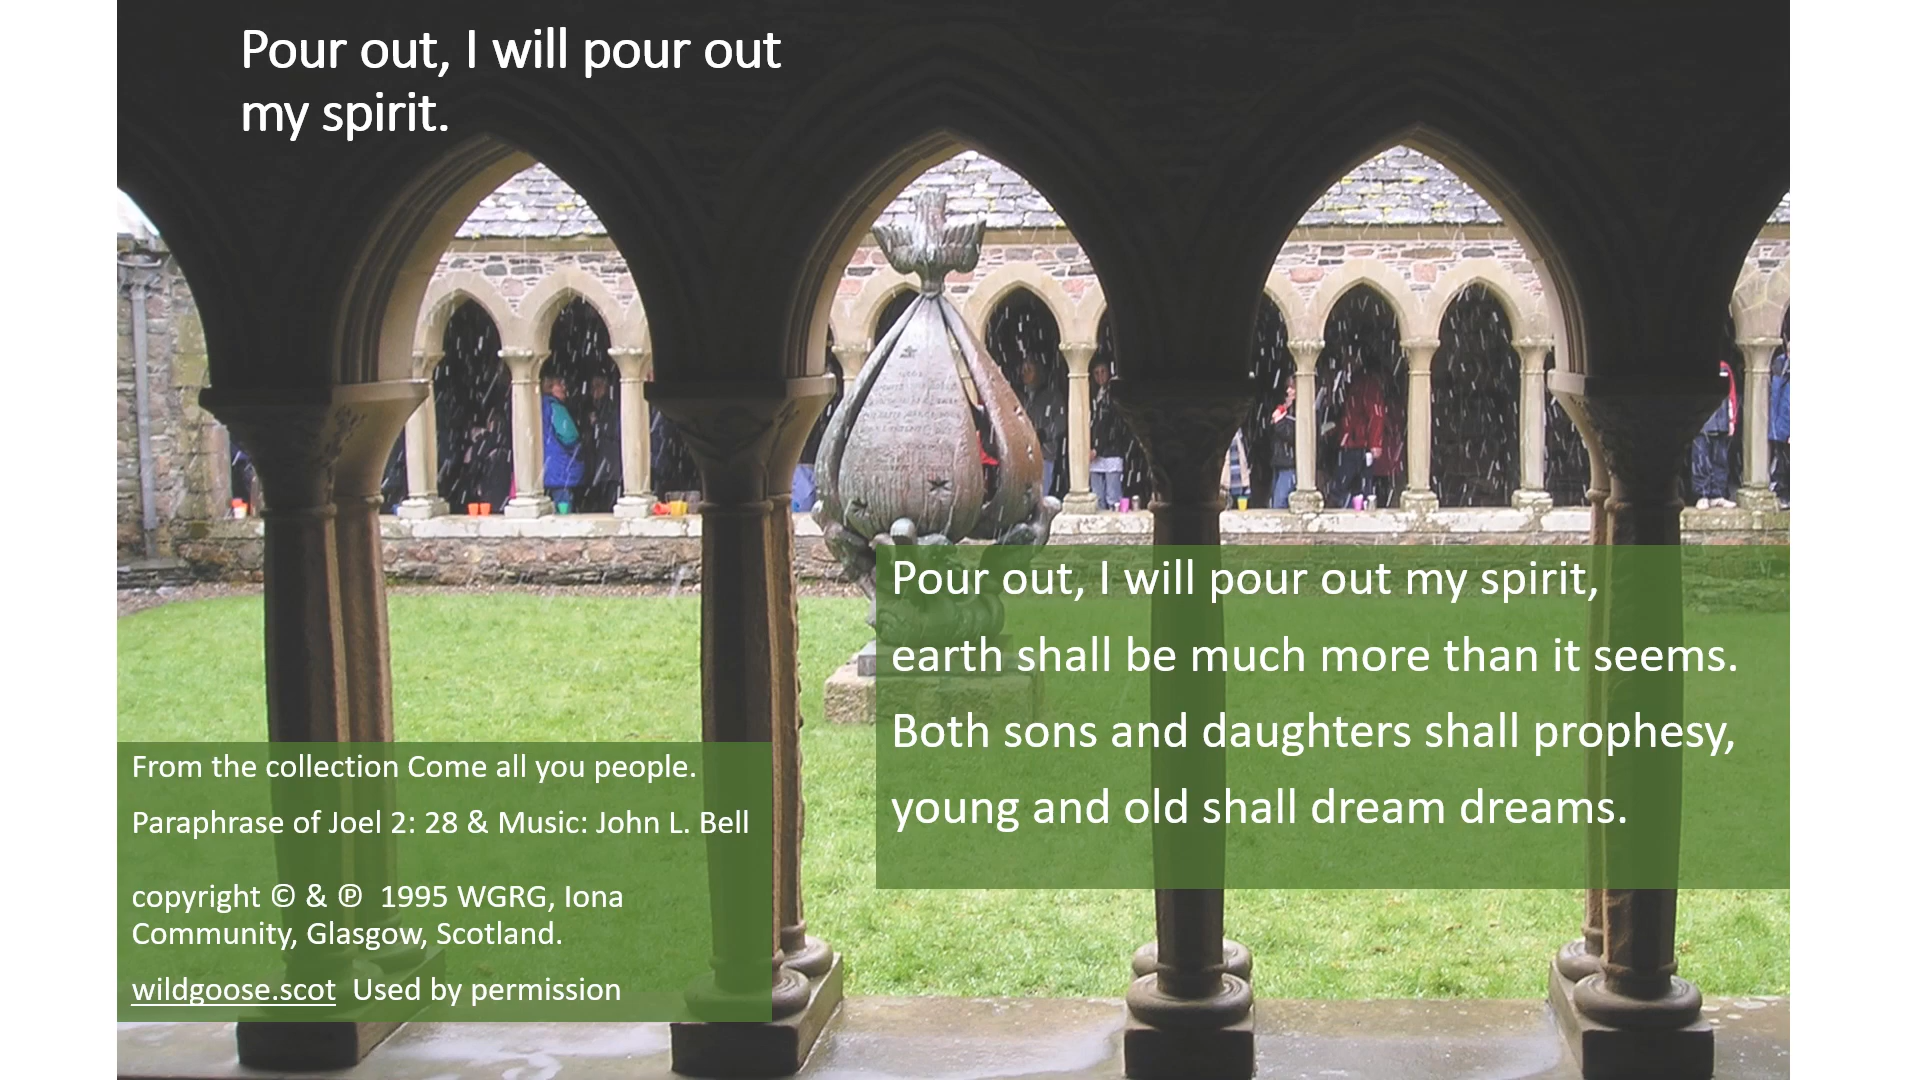 Pour out, I will pour out
my spirit.
Pour out, I will pour out my spirit,
earth shall be much more than it seems.
Both sons and daughters shall prophesy,
young and old shall dream dreams.
From the collection Come all you people.
Paraphrase of Joel 2: 28 & Music: John L. Bell
copyright © & ℗  1995 WGRG, Iona
Community, Glasgow, Scotland.
wildgoose.scot  Used by permission